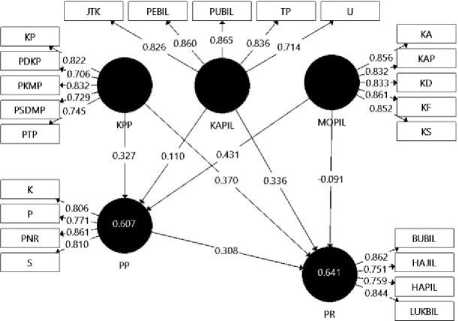 JTK PEBIL PUBIL TP U
KP
PDKP
PKMP
PSDMP
PTP
0.822
0.706
0.832
0.729
0.745
0.826 0.860 0.865 0.836 0.714
KA
KAP
KD
KF
KS
0.856
0.832
0.833
0.861
0.852
KPP KAPIL MOPIL
0.327 0.110 0.431 0.370 0.336 -0.091
K
P
PNR
S
0.806
0.771
0.861
0.810
0.607
PP
0.308
0.641
PR
0.862
0.751
0.759
0.844
BUBIL
HAJIL
HAPIL
LUKBIL